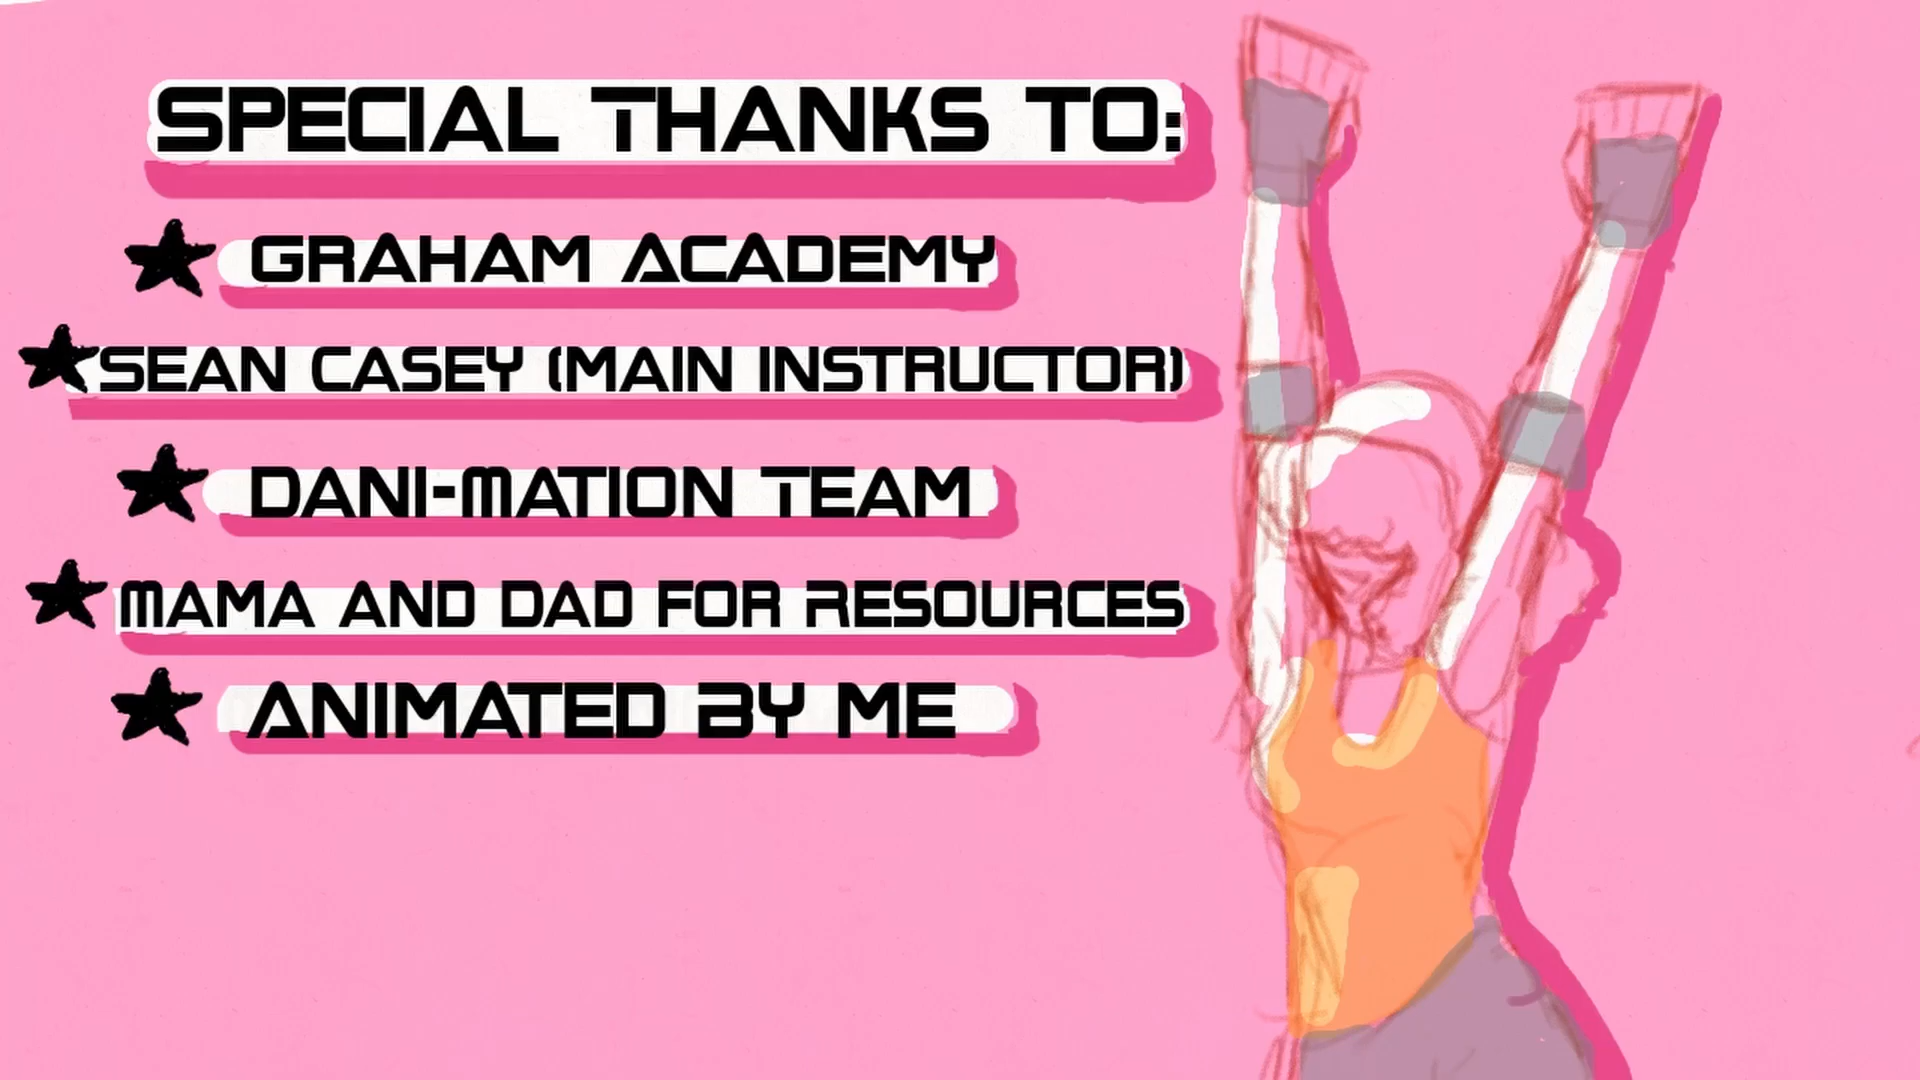 SPECIAL THANKS TO:
GRAHAM ACADEMY
SEAN CASEY (MAIN INSTRUCTOR)
DANI-MATION TEAM
MAMA AND DAD FOR RESOURCES
ANIMATED BY ME